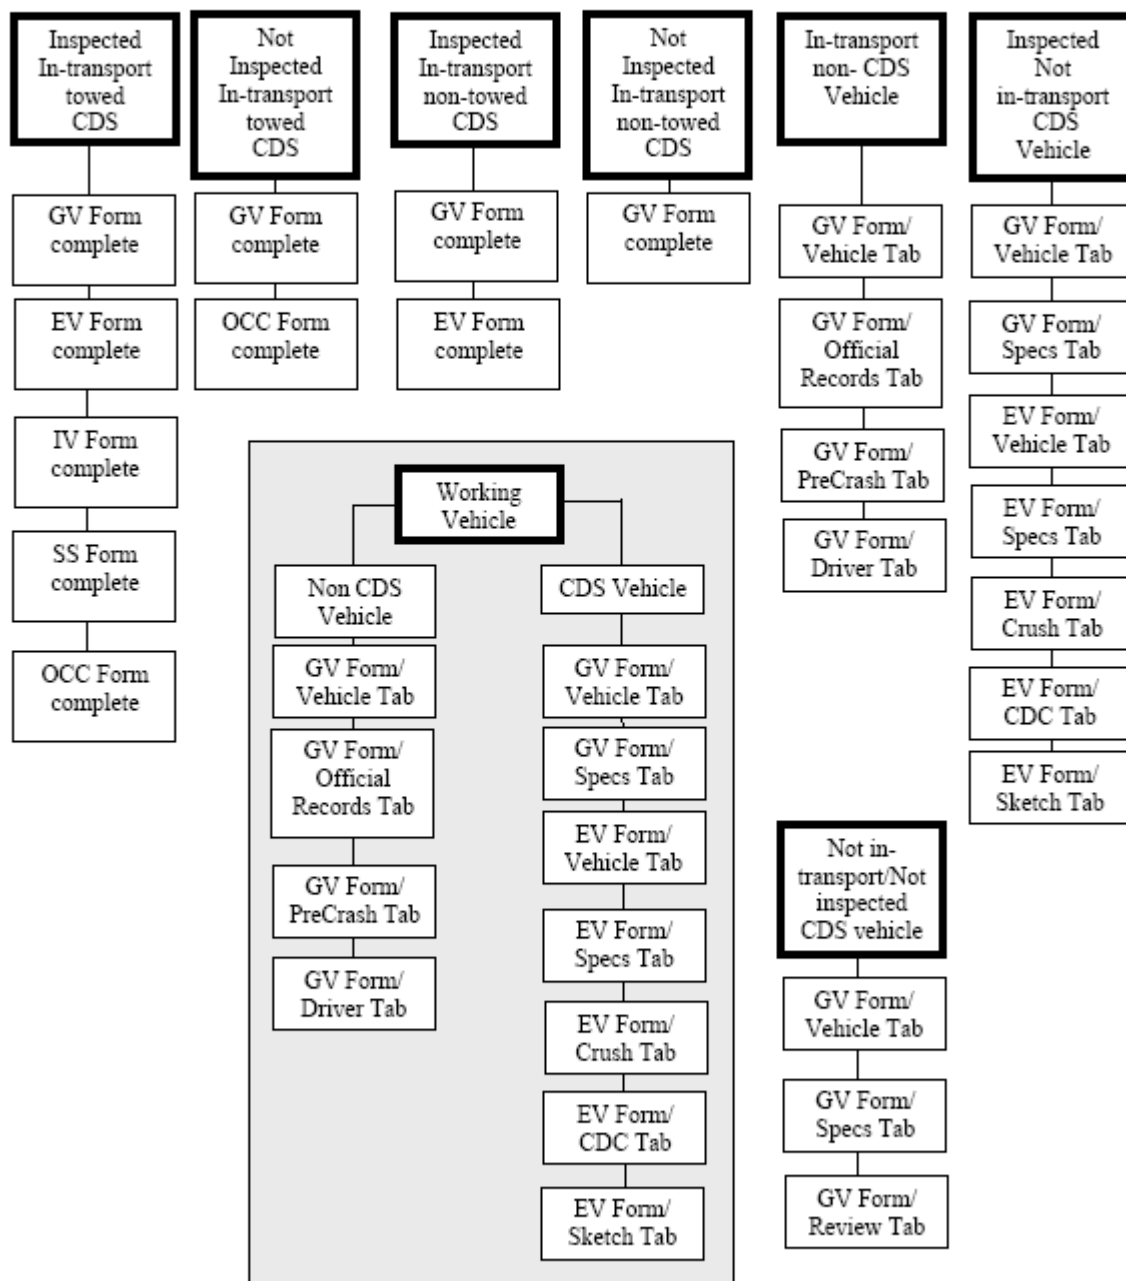 Inspected
In-transport
towed
CDS
GV Form
complete
EV Form
complete
IV Form
complete
SS Form
complete
OCC Form
complete
Not
Inspected
In-transport
towed
CDS
GV Form
complete
OCC Form
complete
Inspected
In-transport
non-towed
CDS
GV Form
complete
EV Form
complete
Not
Inspected
In-transport
non-towed
CDS
GV Form
complete
In-transport
non- CDS
Vehicle
GV Form/
Vehicle Tab
GV Form/
Official
Records Tab
GV Form/
PreCrash Tab
GV Form/
Driver Tab
Inspected
Not
in-transport
CDS
Vehicle
GV Form/
Vehicle Tab
GV Form/
Specs Tab
EV Form/
Vehicle Tab
EV Form/
Specs Tab
EV Form/
Crush Tab
EV Form/
CDC Tab
EV Form/
Sketch Tab
Working
Vehicle
Non CDS
Vehicle
GV Form/
Vehicle Tab
GV Form/
Official
Records Tab
GV Form/
PreCrash Tab
GV Form/
Driver Tab
CDS Vehicle
GV Form/
Vehicle Tab
GV Form/
Specs Tab
EV Form/
Vehicle Tab
EV Form/
Specs Tab
EV Form/
Crush Tab
EV Form/
CDC Tab
EV Form/
Sketch Tab
Not in-
transport/Not
inspected
CDS vehicle
GV Form/
Vehicle Tab
GV Form/
Specs Tab
GV Form/
Review Tab